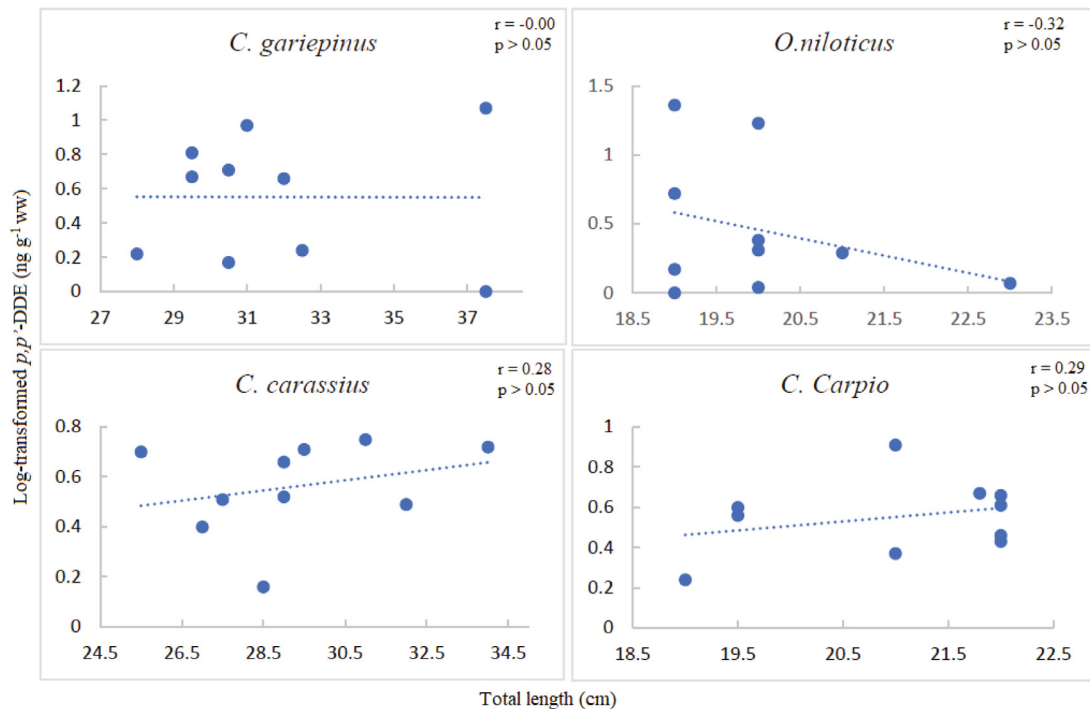 C. gariepinus
r = -0.00
p > 0.05
1.2
1
0.8
0.6
0.4
0.2
0
27 29 31 33 35 37
O.niloticus
r = -0.32
p > 0.05
1.5
1
0.5
0
18.5 19.5 20.5 21.5 22.5 23.5
Log-transformed p,p'-DDE (ng g-1 ww)
C. carassius
r = 0.28
p > 0.05
0.8
0.6
0.4
0.2
0
24.5 26.5 28.5 30.5 32.5 34.5
C. Carpio
r = 0.29
p > 0.05
1
0.8
0.6
0.4
0.2
0
18.5 19.5 20.5 21.5 22.5
Total length (cm)